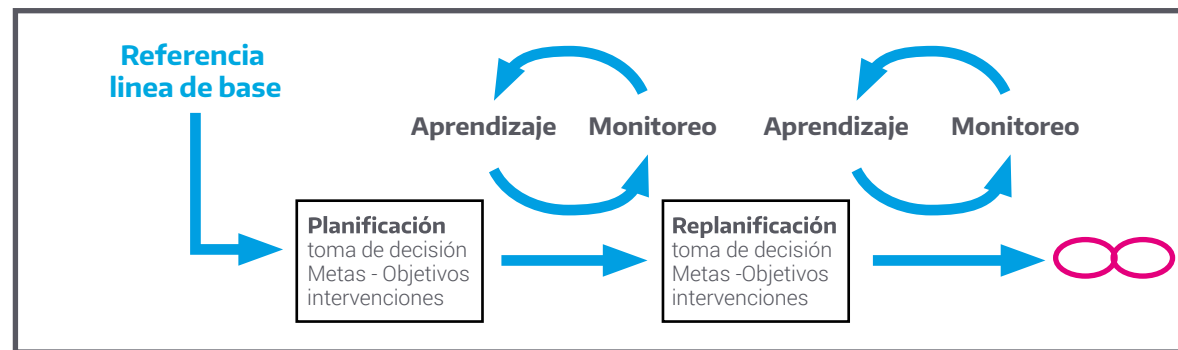 Referencia
linea de base
Aprendizaje Monitoreo Aprendizaje Monitoreo
Planificación
toma de decisión
Metas - Objetivos
intervenciones
Replanificación
toma de decisión
Metas -Objetivos
intervenciones